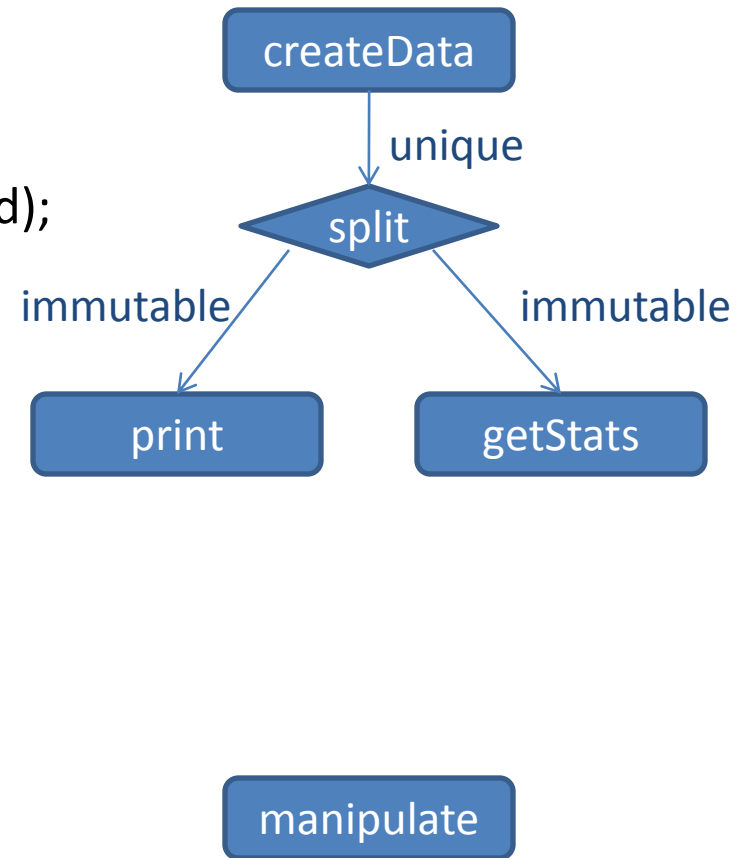 createData
unique
d);
split
immutable
immutable
print
getStats
manipulate